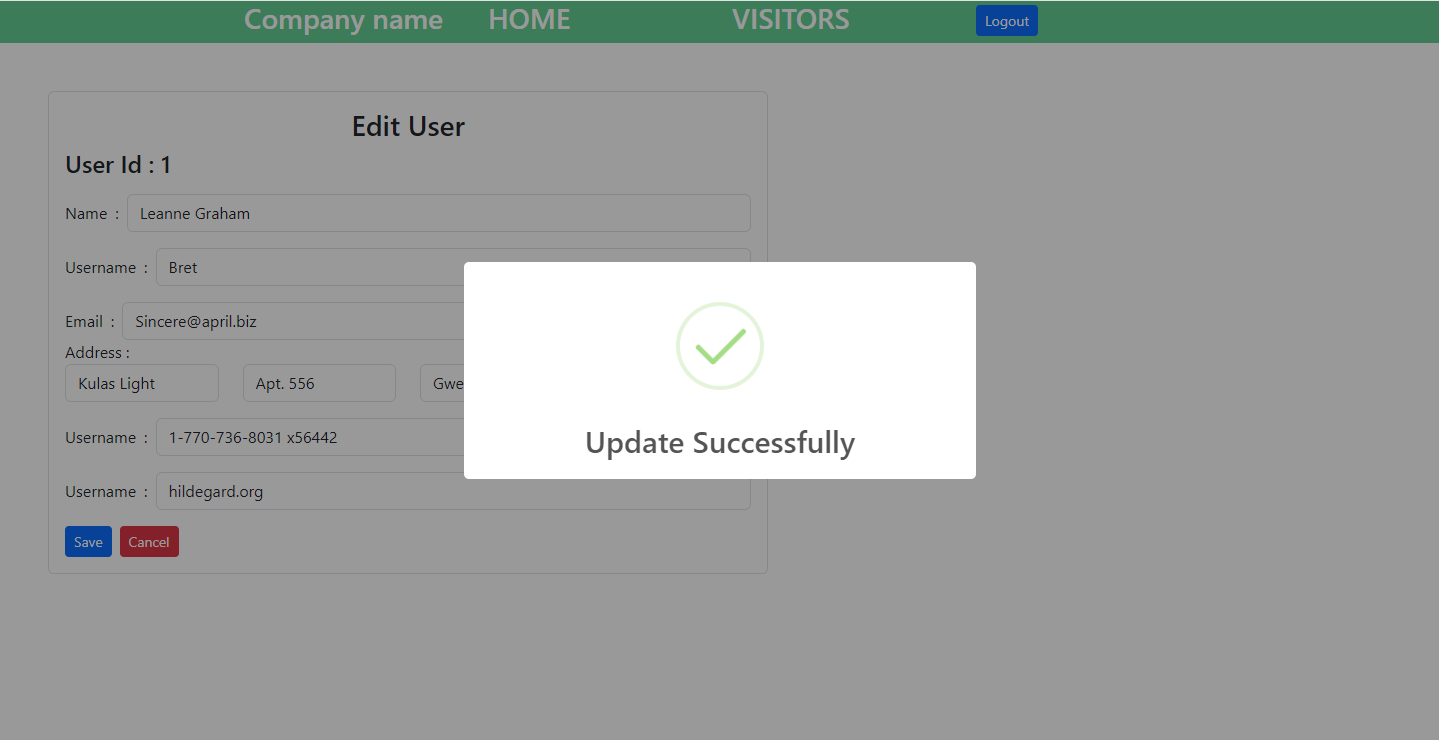 Company name HOME VISITORS Logout
Edit User
User Id : 1
Name : Leanne Graham
Username : Bret
Email : Sincere@april.biz
Address :
Kulas Light Apt. 556 Gwe
Username : 1-770-736-8031 x56442
Username : hildegard.org
Save Cancel
Update Successfully